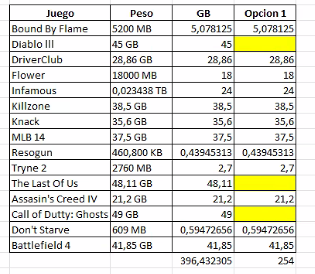 Juego Peso GB Opcion 1
Bound By Flame 5200 MB 5,078125 5,078125
Diablo lll 45 GB 45
DriverClub 28,86 GB 28,86 28,86
Flower 18000 MB 18 18
Infamous 0,023438 TB 24 24
Killzone 38,5 GB 38,5 38,5
Knack 35,6 GB 35,6 35,6
MLB 14 37,5 GB 37,5 37,5
Resogun 460,800 KB 0,43945313 0,43945313
Tryne 2 2760 MB 2,7 2,7
The Last Of Us 48,11 GB 48,11
Assasin's Creed IV 21,2 GB 21,2 21,2
Call of Dutty: Ghosts 49 GB 49
Don't Starve 609 MB 0,59472656 0,59472656
Battlefield 4 41,85 GB 41,85 41,85
396,432305 254